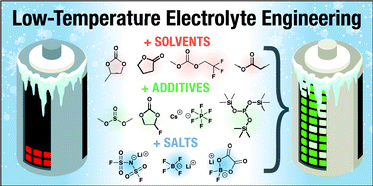 Low-Temperature Electrolyte Engineering
+ SOLVENTS
+ ADDITIVES
+ SALTS